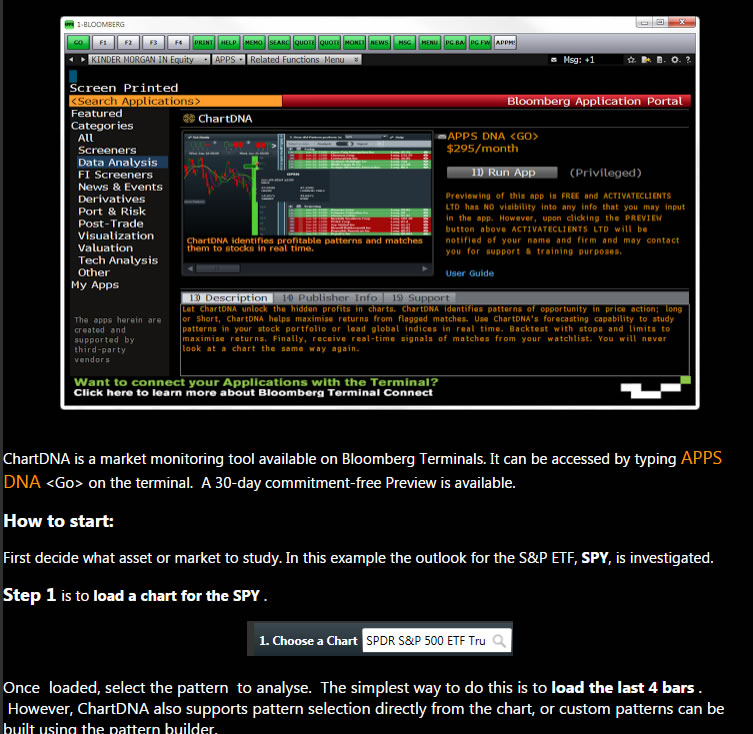 1-BLOOMBERG
GO F1 F2 F3 F4 PRINT HELP MEMO SEARC QUOTE QUOTE MONIT NEWS MSG MENU PG BA PG FW APPMS
KINDER MORGAN IN Equity APPS Related Functions Menu Msg: +1
Screen Printed
<Search Applications> Bloomberg Application Portal
Featured
Categories
All
Screeners
Data Analysis
FI Screeners
News & Events
Derivatives
Port & Risk
Post-Trade
Visualization
Valuation
Tech Analysis
Other
My Apps
The apps herein are
created and
supported by
third-party
vendors
ChartDNA
ChartDNA identifies profitable patterns and matches
them to stocks in real time.
APPS DNA <GO>
$295/month
11) Run App (Privileged)
Previewing of this app is FREE and ACTIVATECLIENTS
LTD has NO visibility into any info that you may input
in the app. However, upon clicking the PREVIEW
button above ACTIVATECLIENTS LTD will be
notified of your name and firm and may contact
you for support & training purposes.
User Guide
13) Description 14) Publisher Info 15) Support
Let ChartDNA unlock the hidden profits in charts. ChartDNA identifies patterns of opportunity in price action; long
or Short, ChartDNA helps maximise returns from flagged matches. Use ChartDNA's forecasting capability to study
patterns in your stock portfolio or lead global indices in real time. Backtest with stops and limits to
maximise returns. Finally, receive real-time signals of matches from your watchlist. You will never
look at a chart the same way again.
Want to connect your Applications with the Terminal?
Click here to learn more about Bloomberg Terminal Connect
ChartDNA is a market monitoring tool available on Bloomberg Terminals. It can be accessed by typing APPS
DNA <Go> on the terminal. A 30-day commitment-free Preview is available.
How to start:
First decide what asset or market to study. In this example the outlook for the S&P ETF, SPY, is investigated.
Step 1 is to load a chart for the SPY .
1. Choose a Chart SPDR S&P 500 ETF Tru
Once loaded, select the pattern to analyse. The simplest way to do this is to load the last 4 bars .
However, ChartDNA also supports pattern selection directly from the chart, or custom patterns can be
built using the pattern builder.